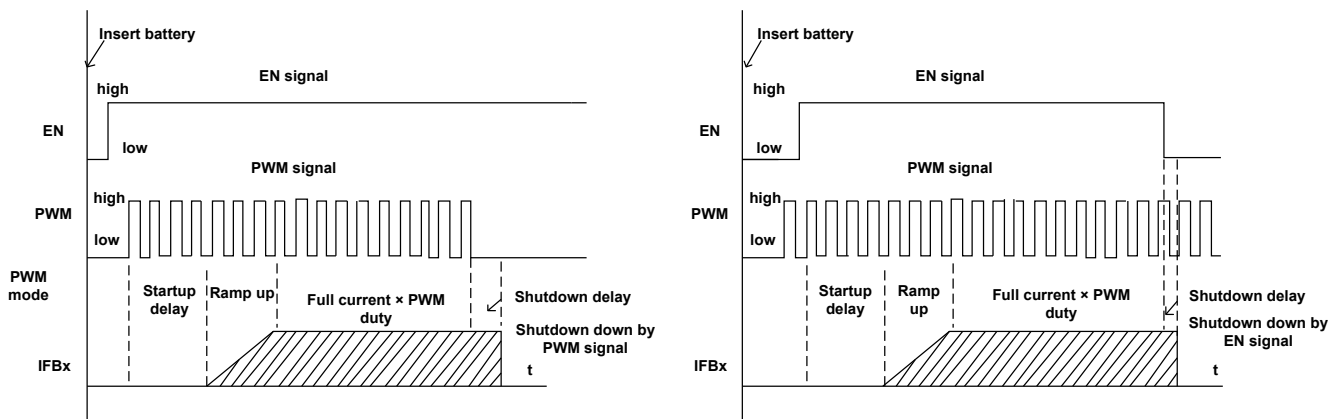 Insert battery
EN signal
high
EN
low
PWM signal
high
PWM
low
PWM
mode
Startup
delay
Ramp up
Full current × PWM
duty
Shutdown delay
Shutdown down by
PWM signal
IFBx
t
Insert battery
EN signal
high
EN
low
PWM signal
high
PWM
low
Startup
delay
Ramp
up
Full current × PWM
duty
Shutdown delay
Shutdown down by
EN signal
IFBx
t